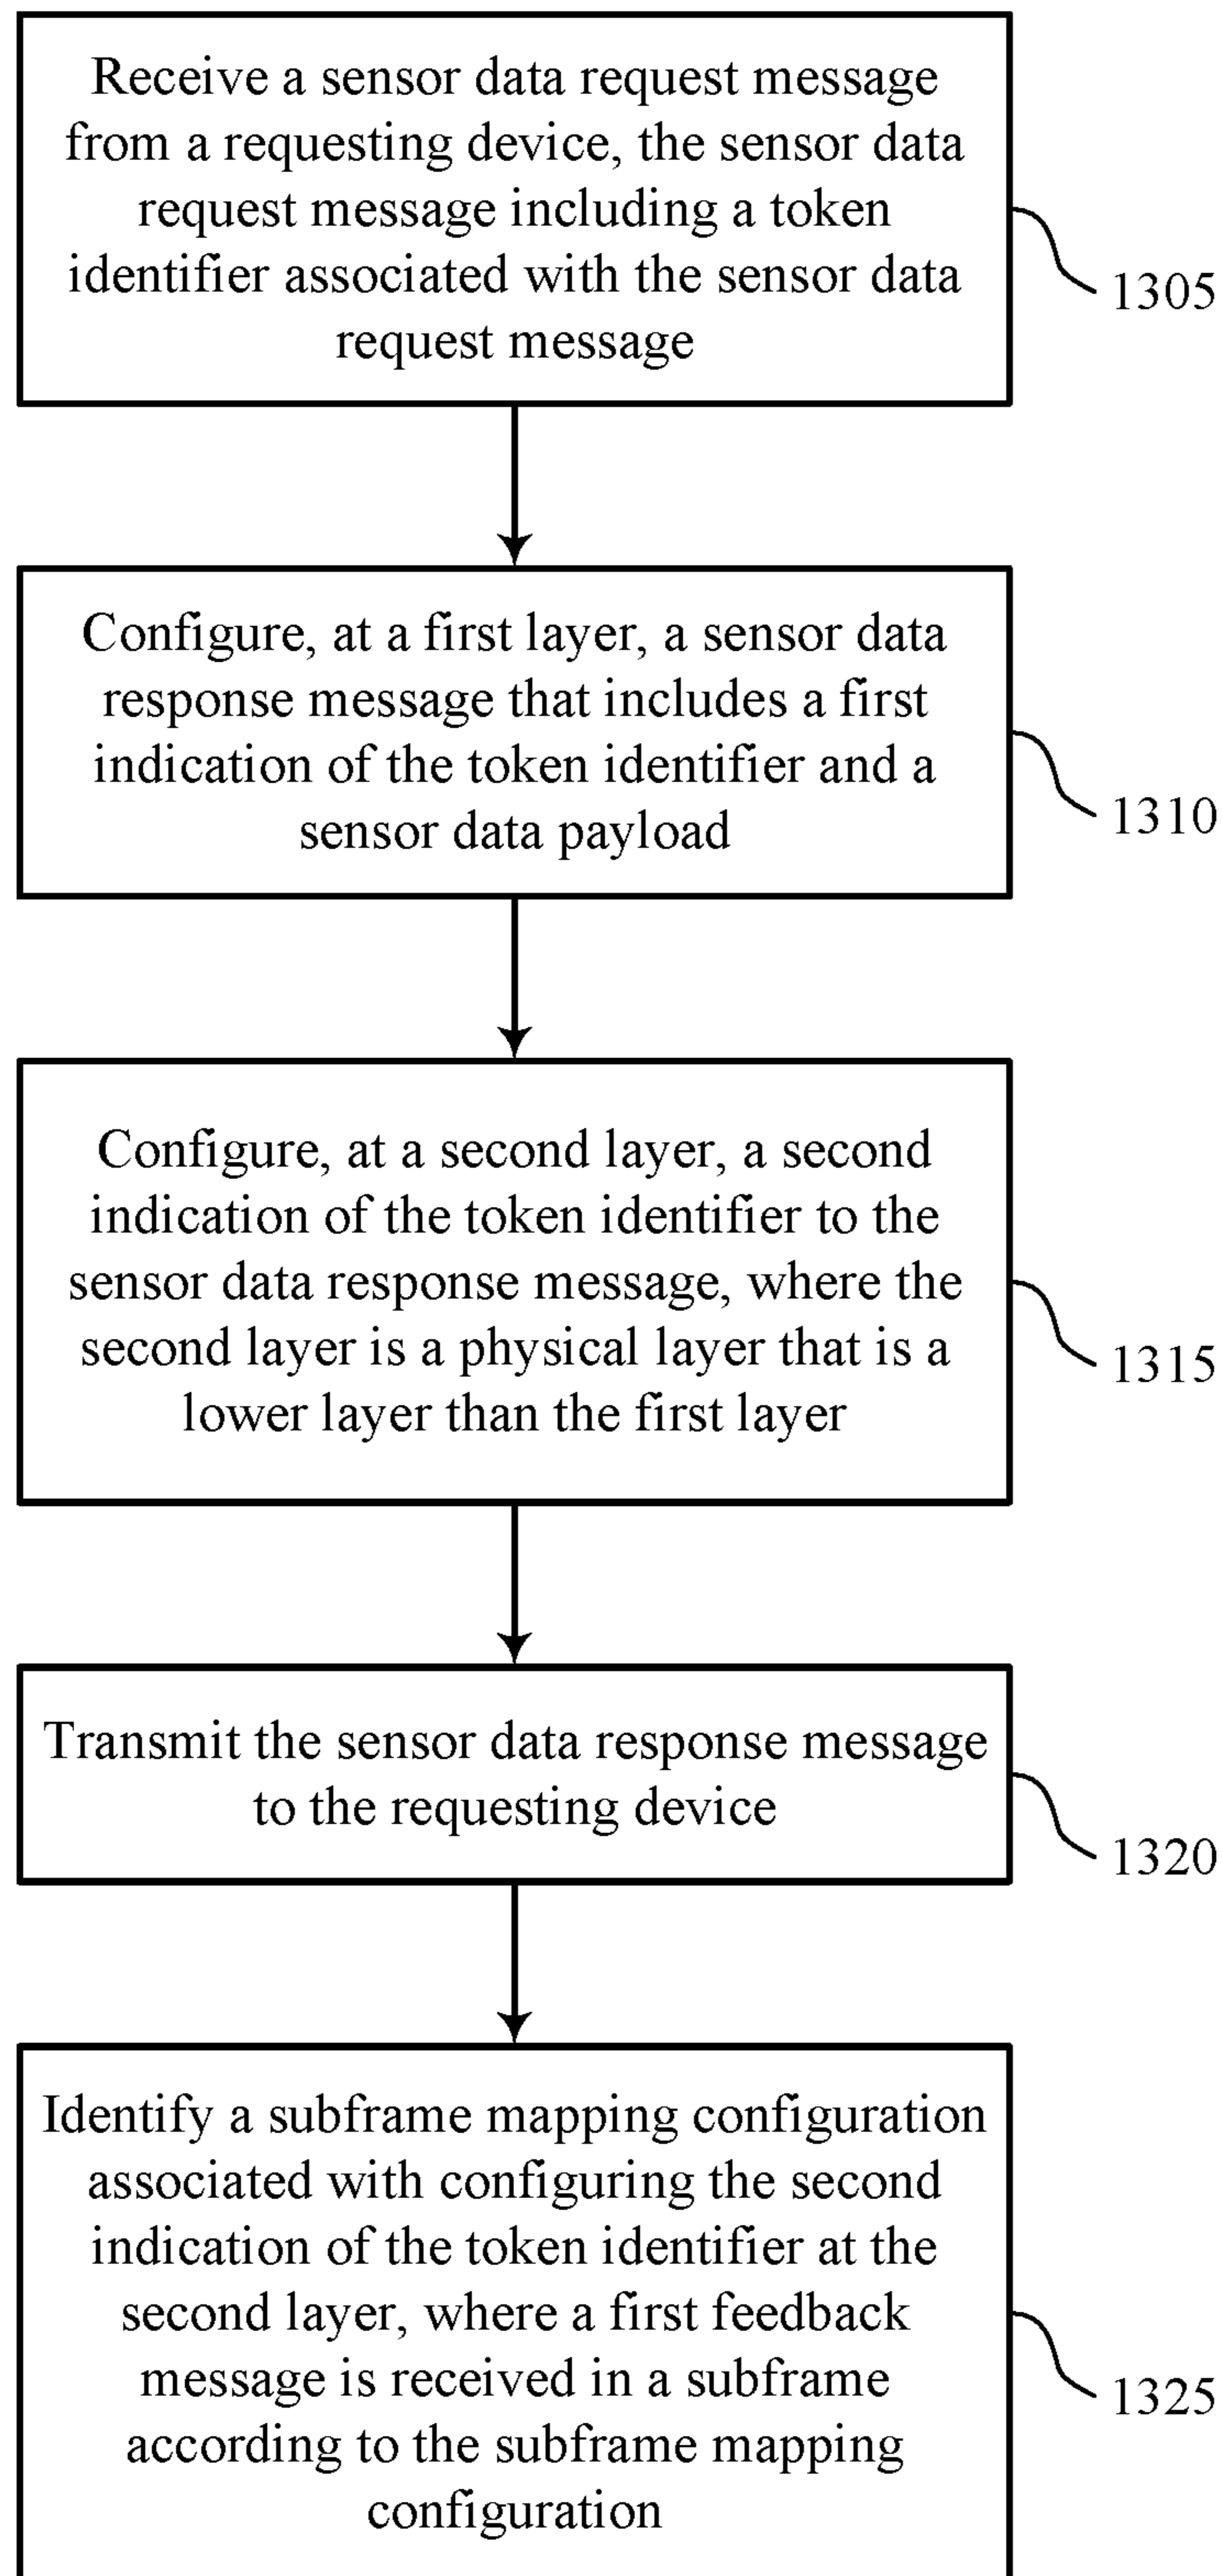 Receive a sensor data request message
from a requesting device, the sensor data
request message including a token
identifier associated with the sensor data
request message
1305
Configure, at a first layer, a sensor data
response message that includes a first
indication of the token identifier and a
sensor data payload
1310
Configure, at a second layer, a second
indication of the token identifier to the
sensor data response message, where the
second layer is a physical layer that is a
lower layer than the first layer
1315
Transmit the sensor data response message
to the requesting device
1320
Identify a subframe mapping configuration
associated with configuring the second
indication of the token identifier at the
second layer, where a first feedback
message is received in a subframe
according to the subframe mapping
configuration
1325